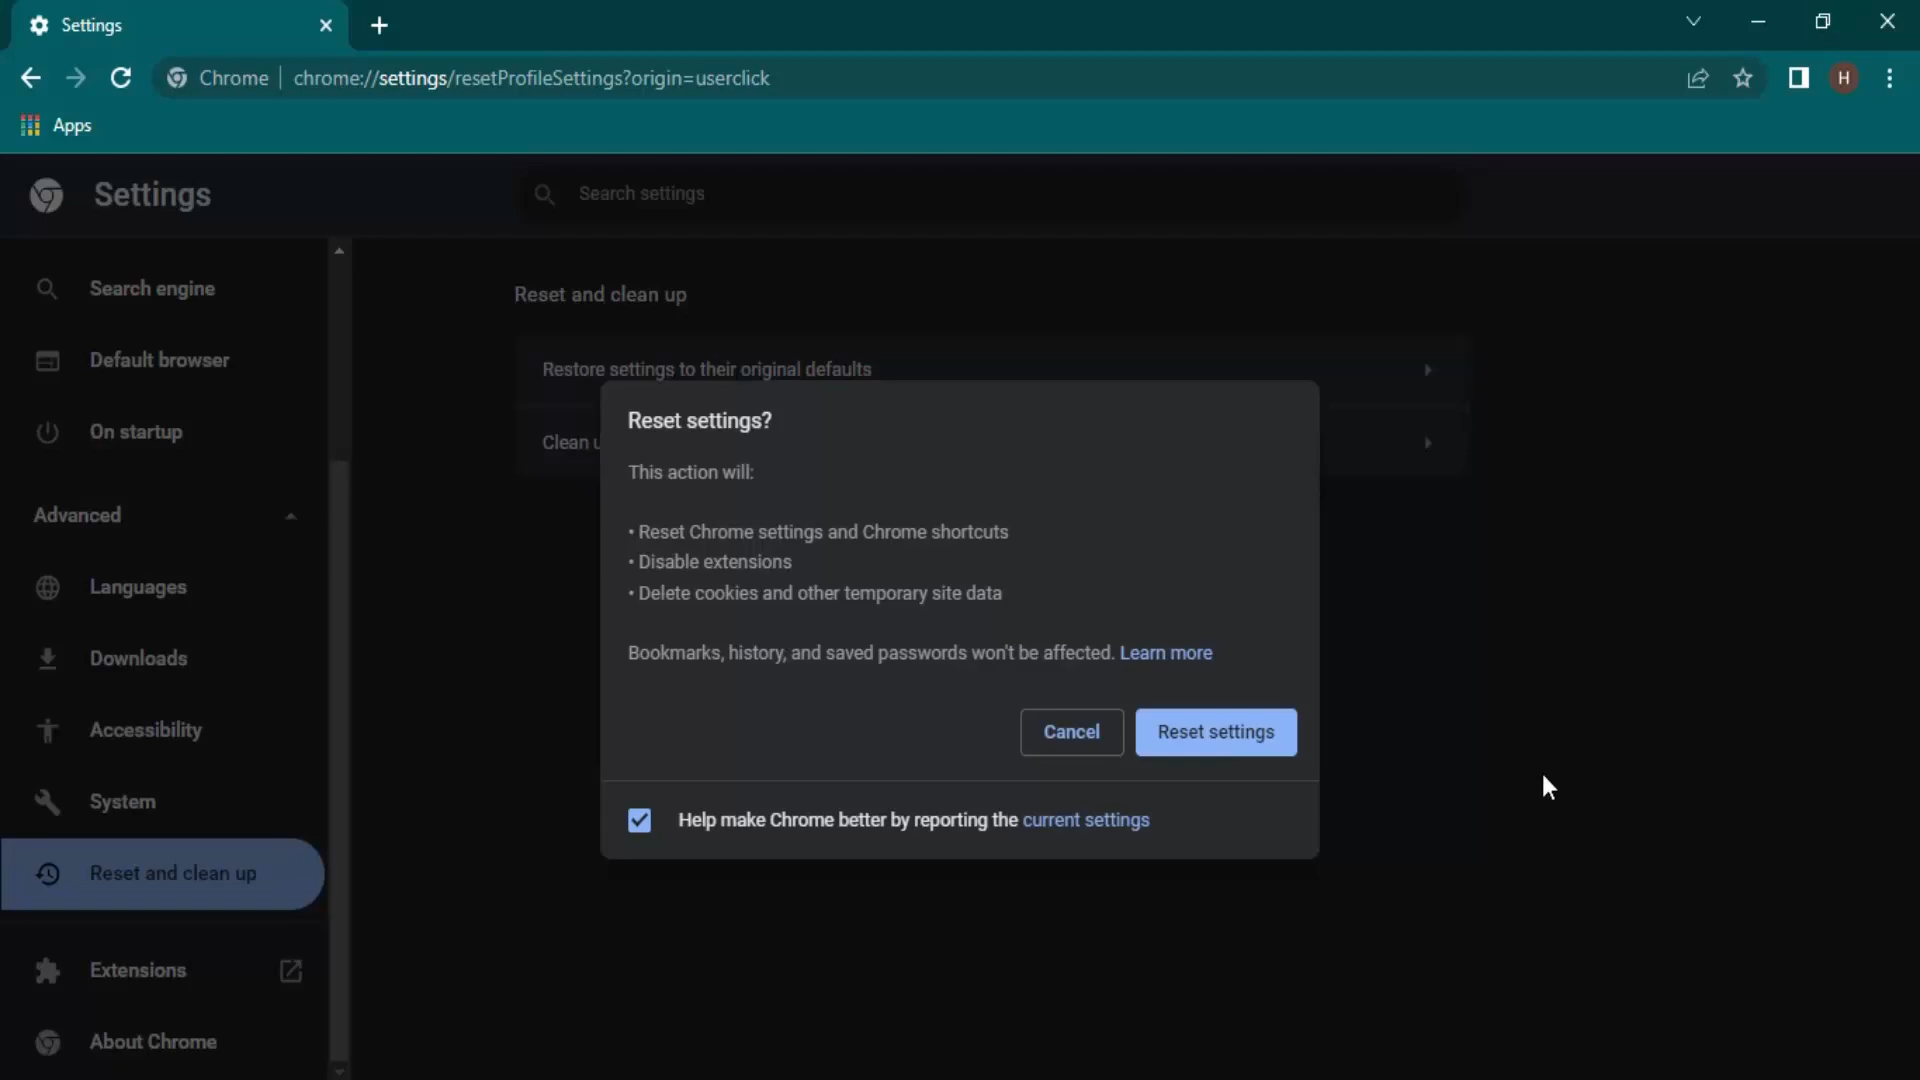 Settings
Chrome chrome://settings/resetProfileSettings?origin=userclick
H
Apps
Settings
Search settings
Search engine
Default browser
On startup
Advanced
Languages
Downloads
Accessibility
System
Reset and clean up
Extensions
About Chrome
Reset and clean up
Restore settings to their original defaults
Clean u
Reset settings?
This action will:
• Reset Chrome settings and Chrome shortcuts
• Disable extensions
• Delete cookies and other temporary site data
Bookmarks, history, and saved passwords won't be affected. Learn more
Cancel
Reset settings
Help make Chrome better by reporting the current settings